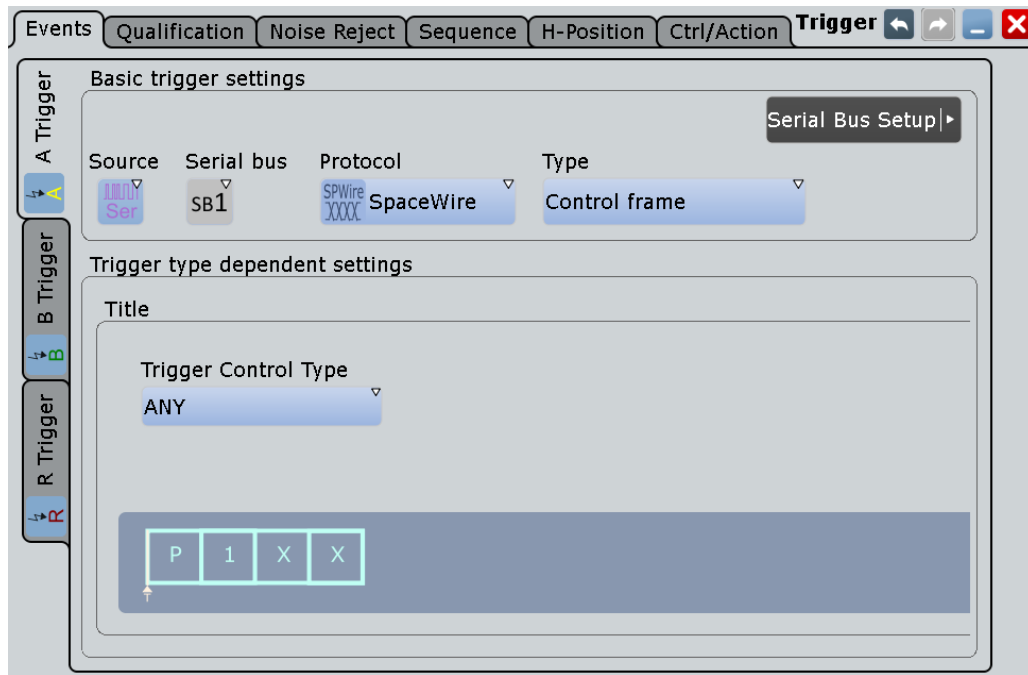 Events Qualification Noise Reject Sequence H-Position Ctrl/Action Trigger
A Trigger
A
B Trigger
B
R Trigger
R
Basic trigger settings
Serial Bus Setup
Source Serial bus Protocol Type
Ser SB1 SPWire XXXX SpaceWire Control frame
Trigger type dependent settings
Title
Trigger Control Type
ANY
P 1 X X
T